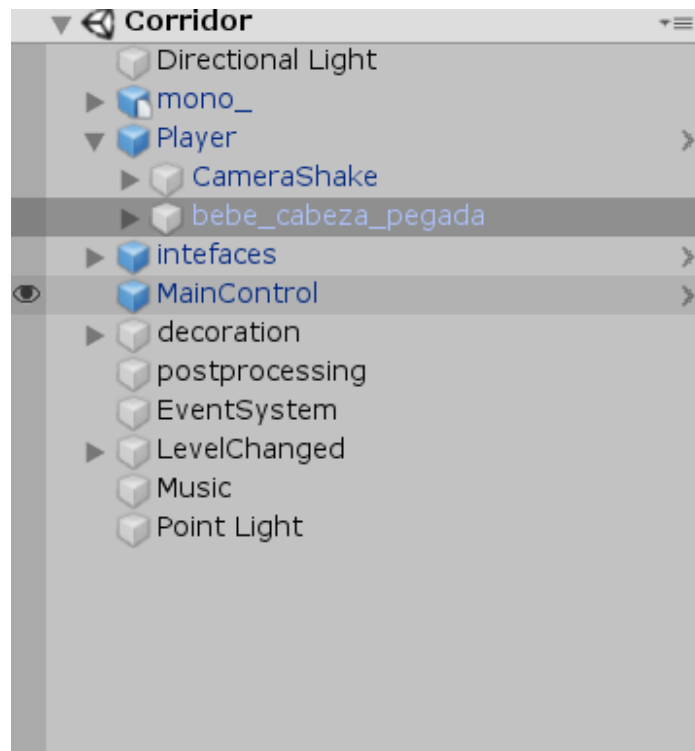 Corridor
Directional Light
mono_
Player
CameraShake
bebe_cabeza_pegada
intefaces
MainControl
decoration
postprocessing
EventSystem
LevelChanged
Music
Point Light